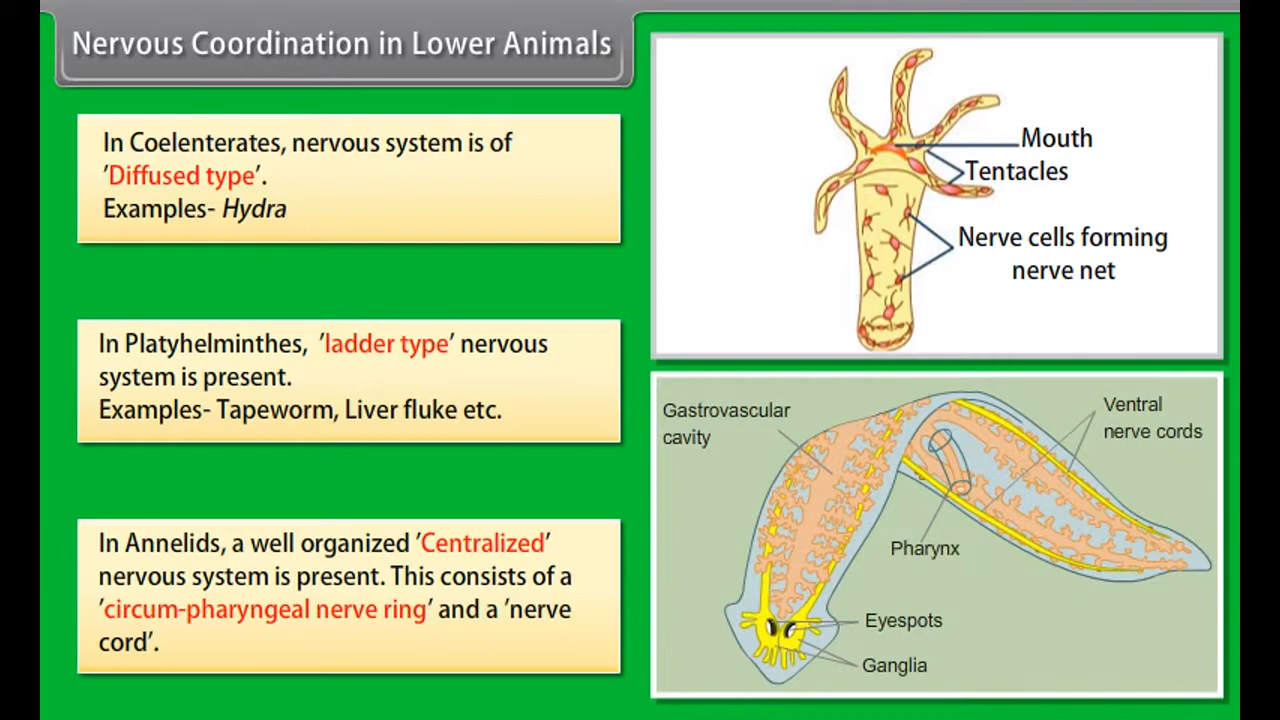 Nervous Coordination in Lower Animals
In Coelenterates, nervous system is of
'Diffused type'.
Examples- Hydra
In Platyhelminthes, 'ladder type' nervous
system is present.
Examples- Tapeworm, Liver fluke etc.
In Annelids, a well organized 'Centralized'
nervous system is present. This consists of a
'circum-pharyngeal nerve ring' and a 'nerve
cord'.
Mouth
Tentacles
Nerve cells forming
nerve net
Gastrovascular
cavity
Ventral
nerve cords
Pharynx
Eyespots
Ganglia